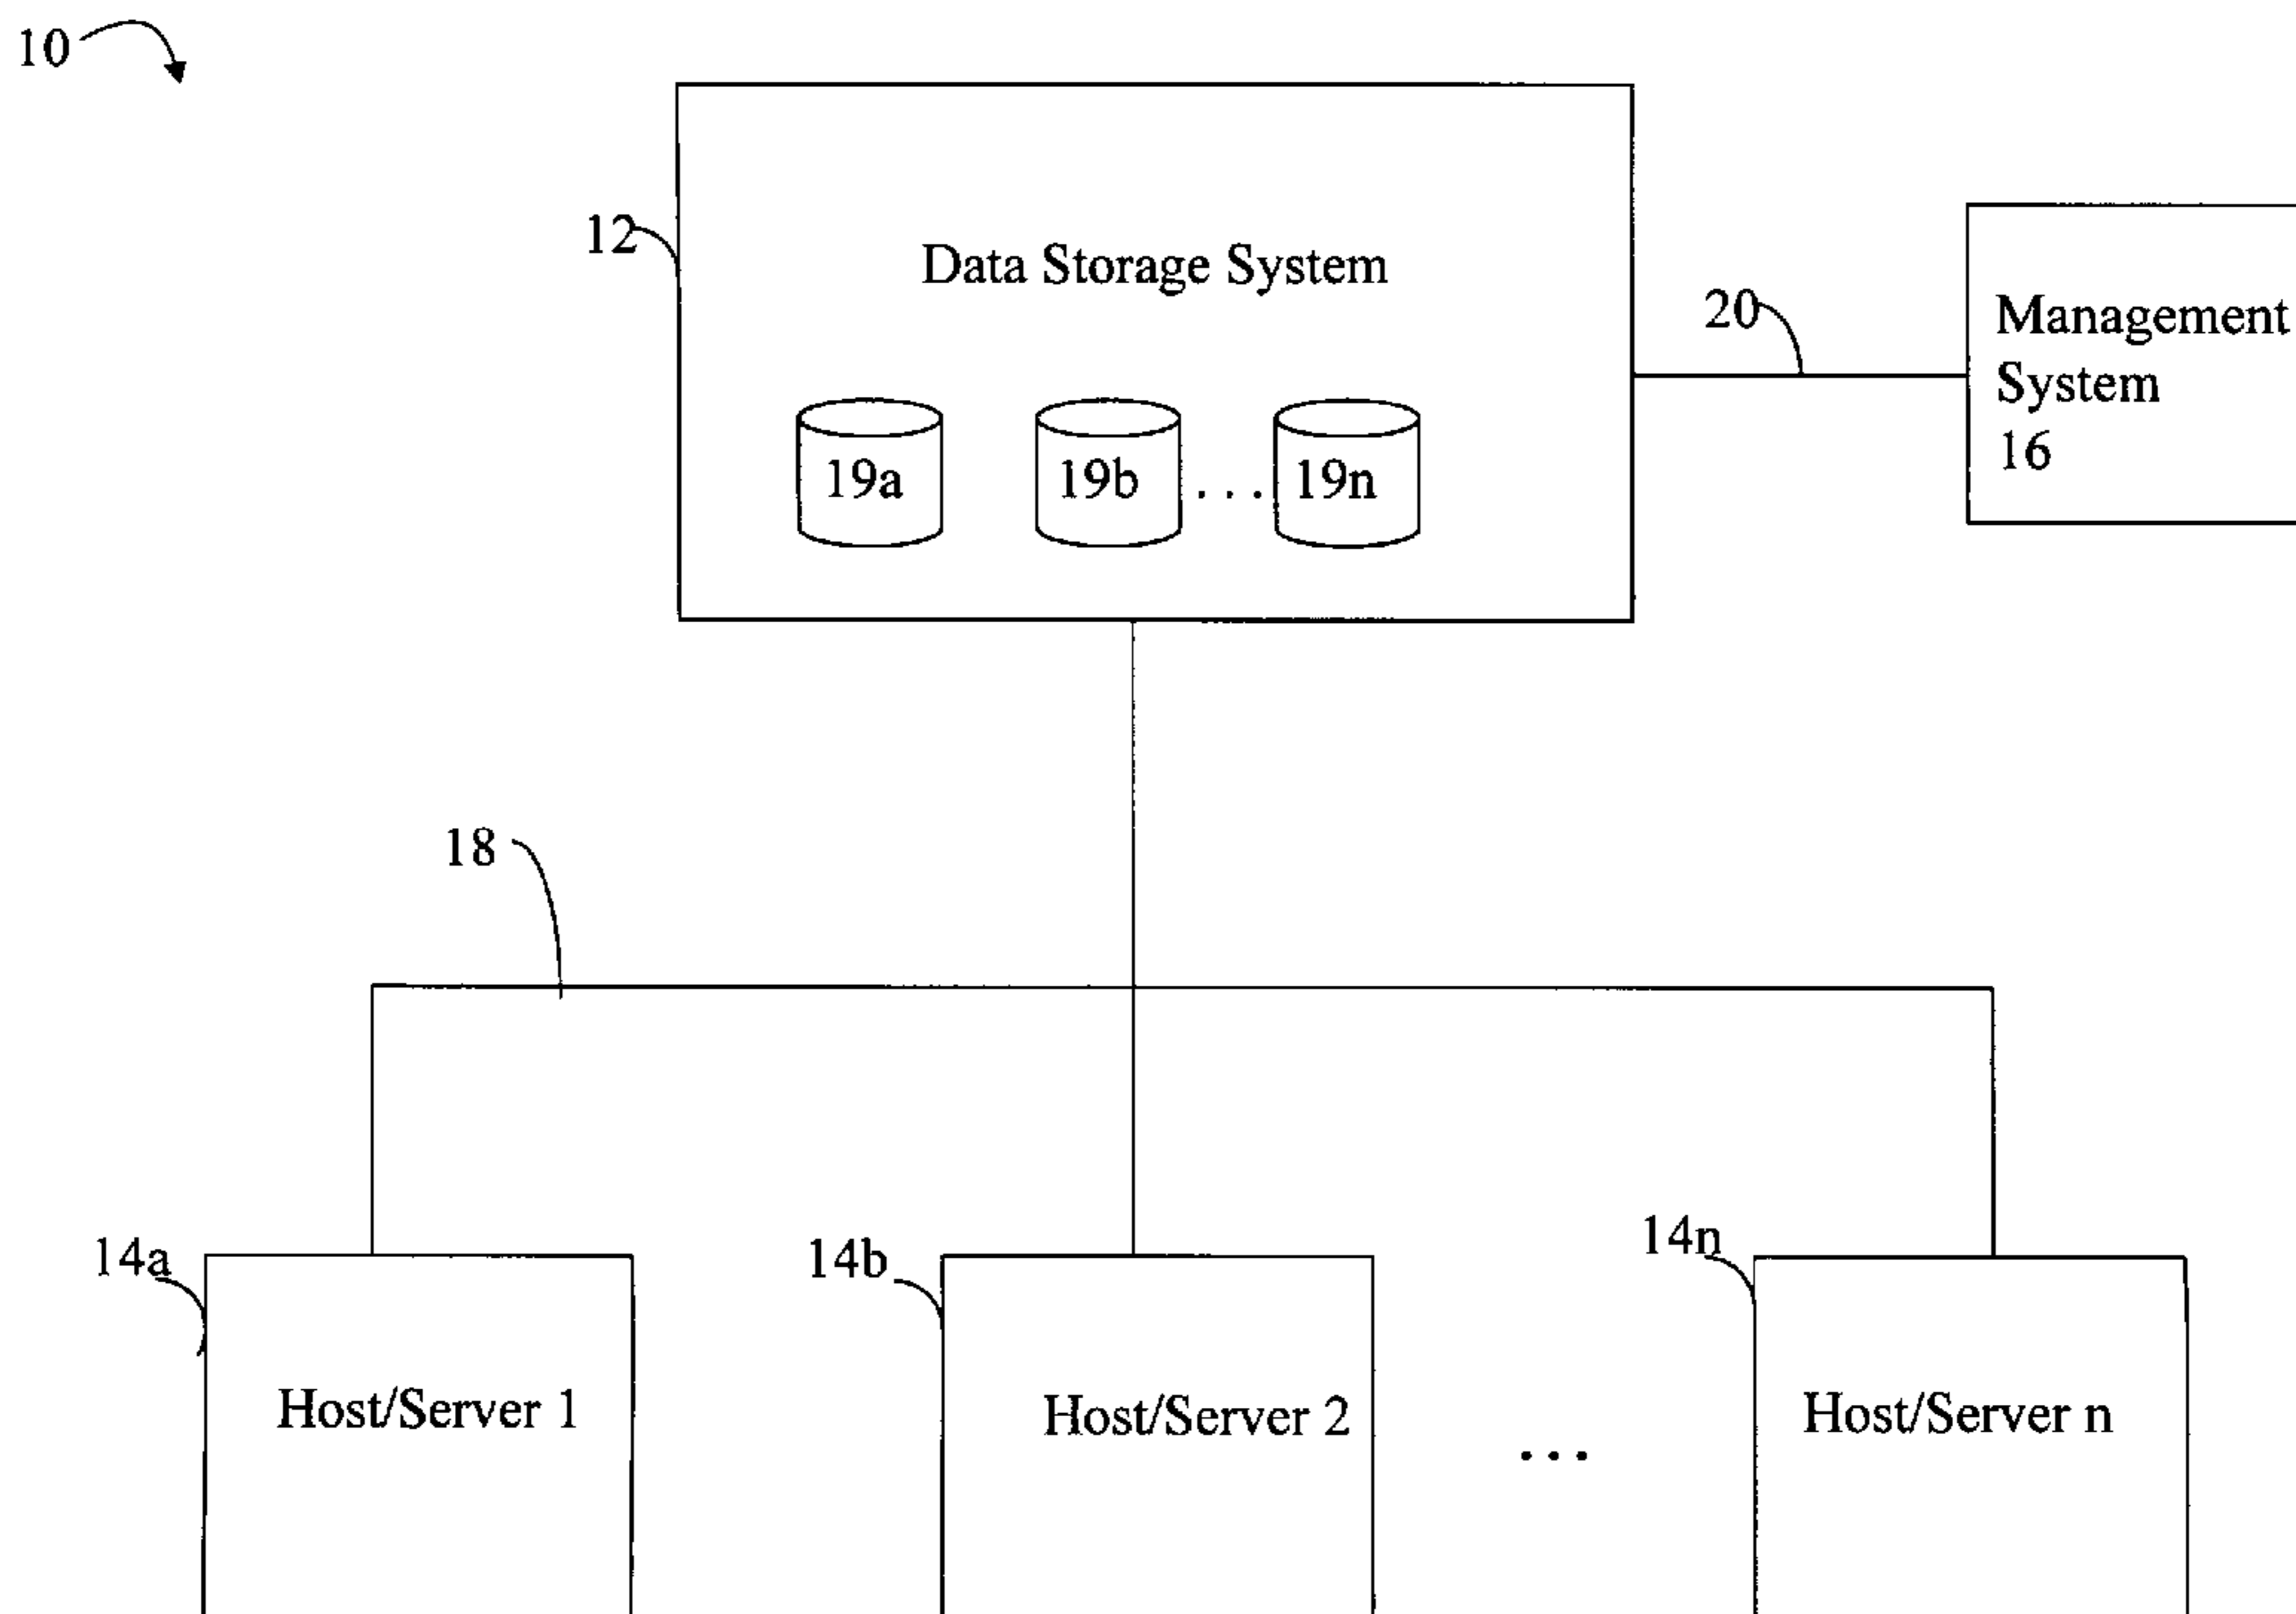 10
12
Data Storage System
20
Management
System
16
19a
19b
...
19n
18
14a
14b
14n
Host/Server 1
Host/Server 2
...
Host/Server n